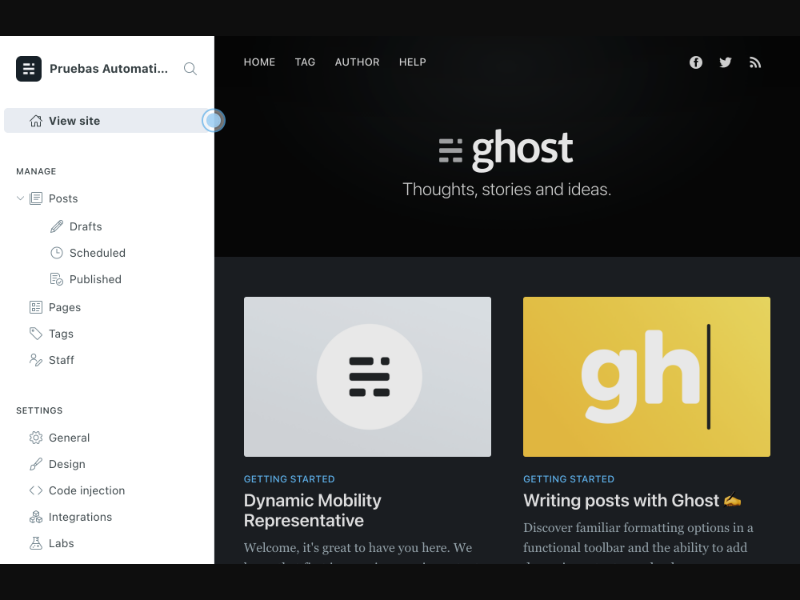 Pruebas Automati...
View site
MANAGE
Posts
Drafts
Scheduled
Published
Pages
Tags
Staff
SETTINGS
General
Design
Code injection
Integrations
Labs
HOME TAG AUTHOR HELP
ghost
Thoughts, stories and ideas.
gh
GETTING STARTED
Dynamic Mobility
Representative
Welcome, it's great to have you here. We
GETTING STARTED
Writing posts with Ghost ✍️
Discover familiar formatting options in a
functional toolbar and the ability to add